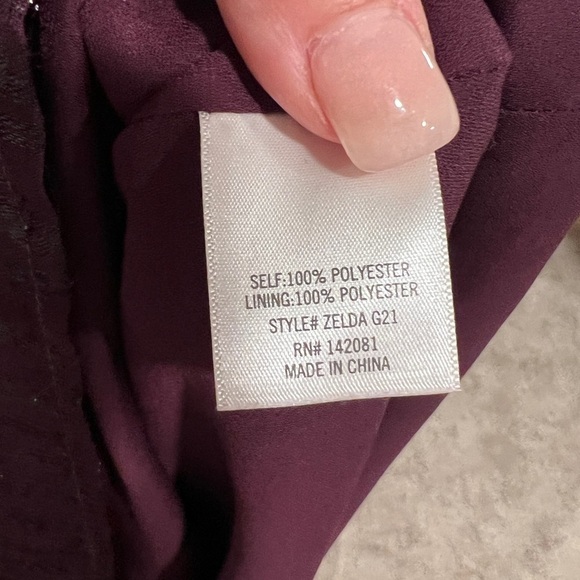 SELF:100% POLYESTER
LINING:100% POLYESTER
STYLE# ZELDA G21
RN# 142081
MADE IN CHINA